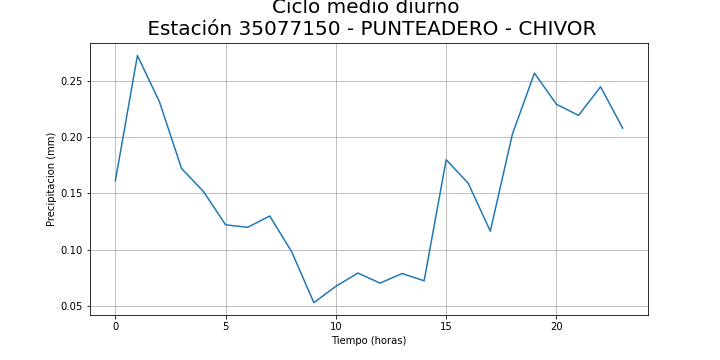 Ciclo medio diurno
Estación 35077150 - PUNTEADERO - CHIVOR
0.25
0.20
0.15
0.10
0.05
Precipitacion (mm)
0 5 10 15 20
Tiempo (horas)